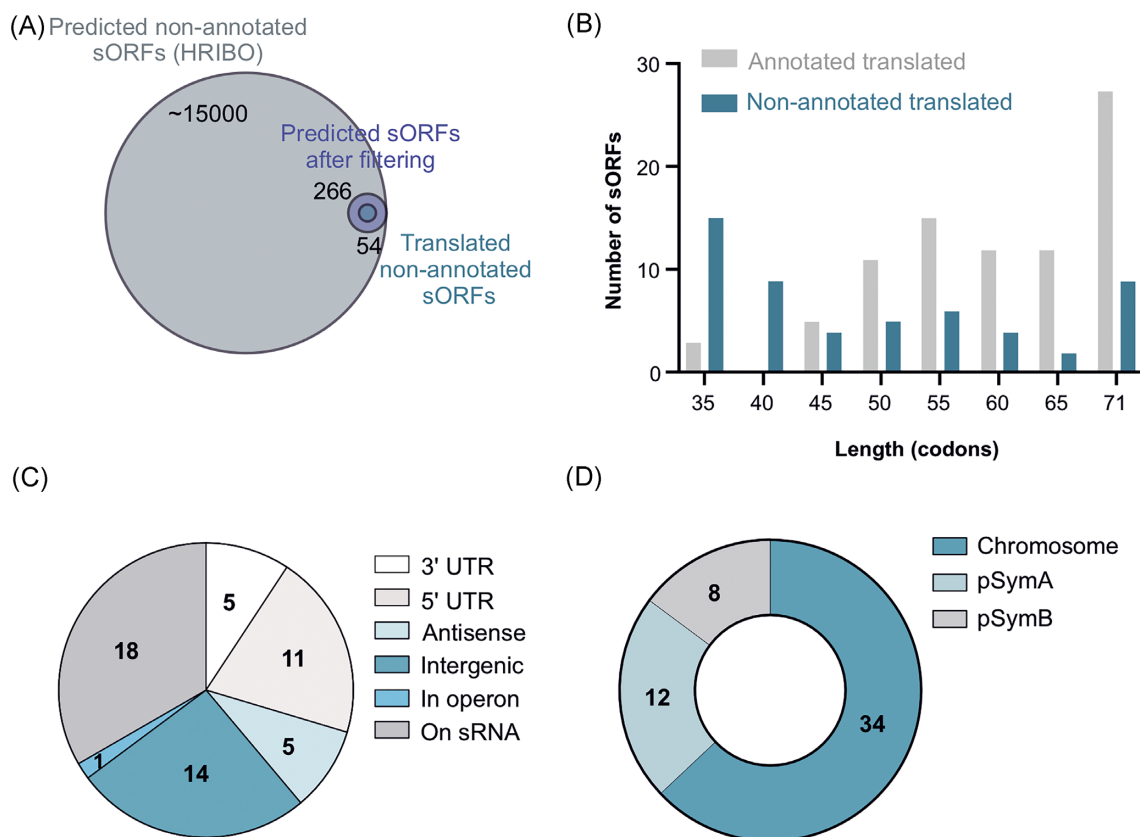 (A)
Predicted non-annotated
sORFs (HRIBO)
~15000
Predicted sORFs
after filtering
266
54
Translated
non-annotated
sORFs
(B)
Annotated translated
Non-annotated translated
Number of sORFs
30
20
10
0
35 40 45 50 55 60 65 71
Length (codons)
(C)
5
11
5
14
1
18
3' UTR
5' UTR
Antisense
Intergenic
In operon
On sRNA
(D)
8
12
34
Chromosome
pSymA
pSymB